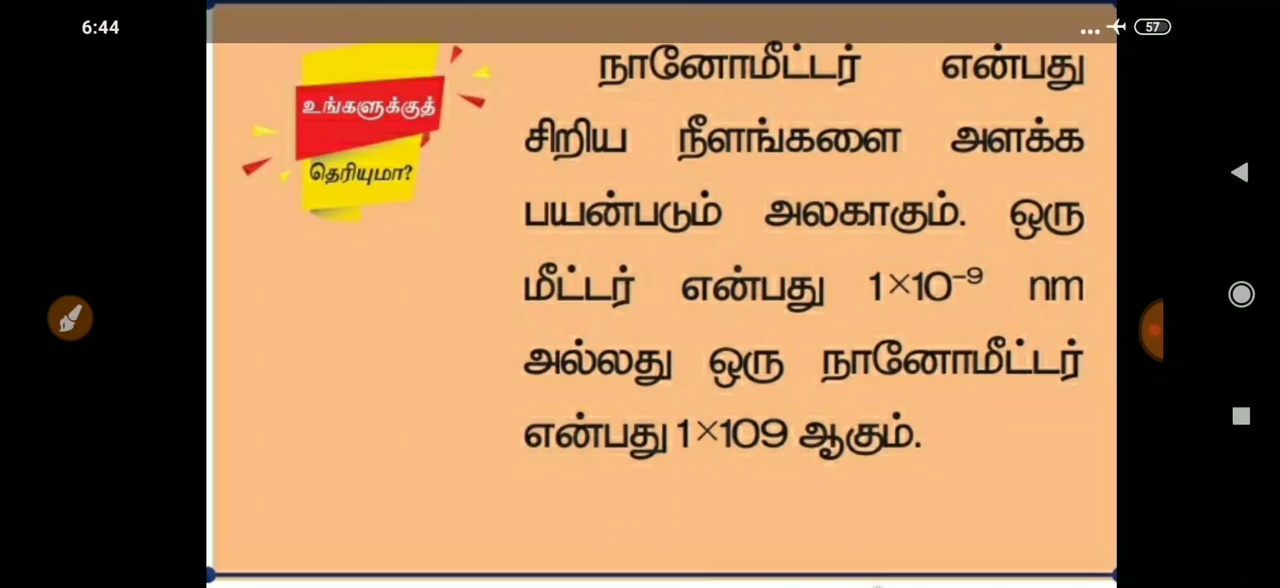 6:44
57
உங்களுக்குத்
தெரியுமா?
நானோமீட்டர் என்பது
சிறிய நீளங்களை அளக்க
பயன்படும் அலகாகும். ஒரு
மீட்டர் என்பது 1×10⁻⁹ nm
அல்லது ஒரு நானோமீட்டர்
என்பது 1×109 ஆகும்.